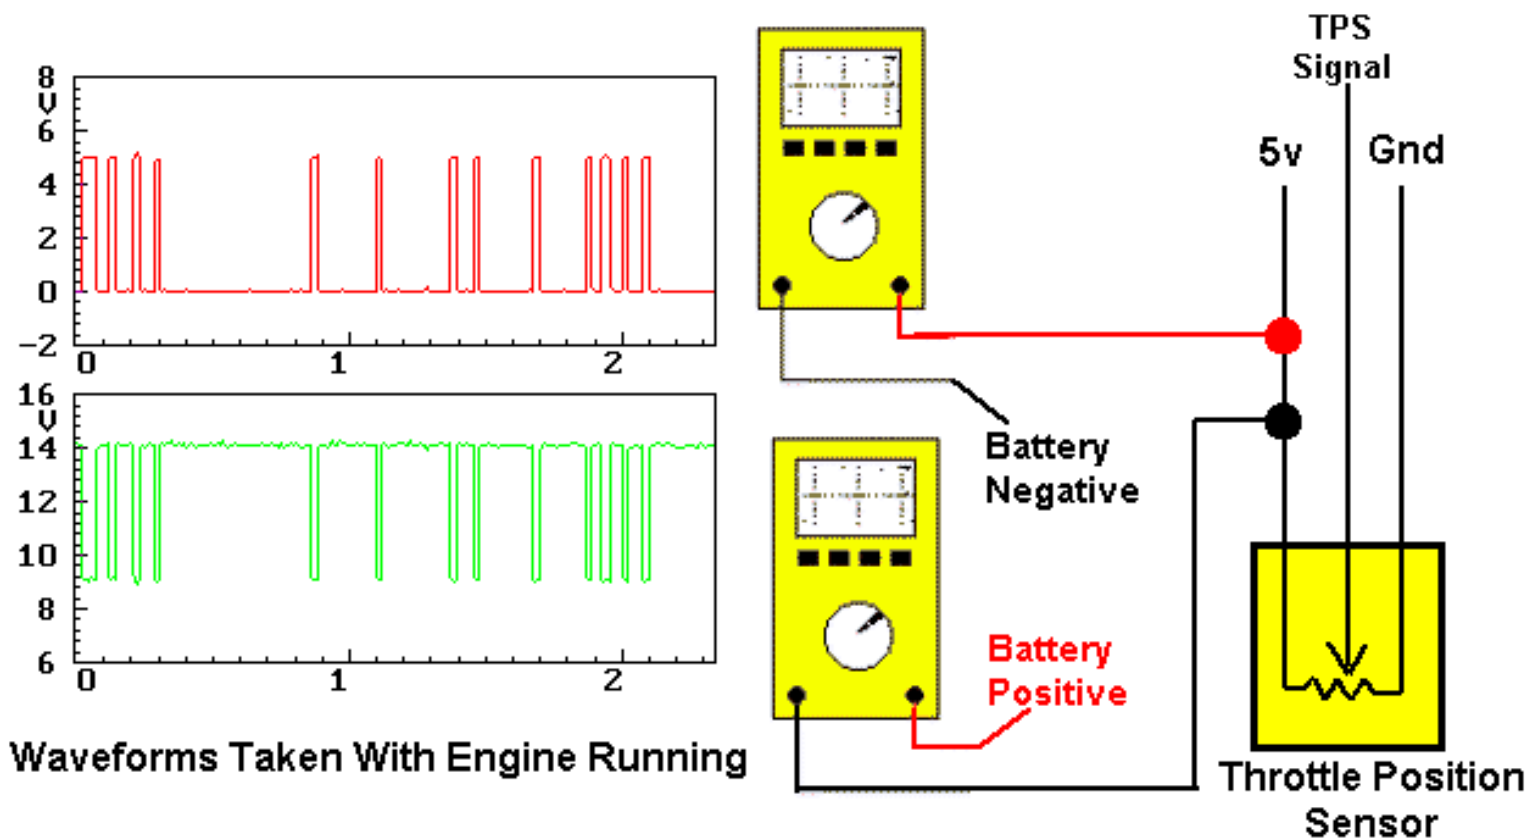 8
V
6
4
2
0
-2
0 1 2
16
V
14
12
10
8
6
0 1 2
Waveforms Taken With Engine Running
Battery
Negative
Battery
Positive
TPS
Signal
5v Gnd
Throttle Position
Sensor